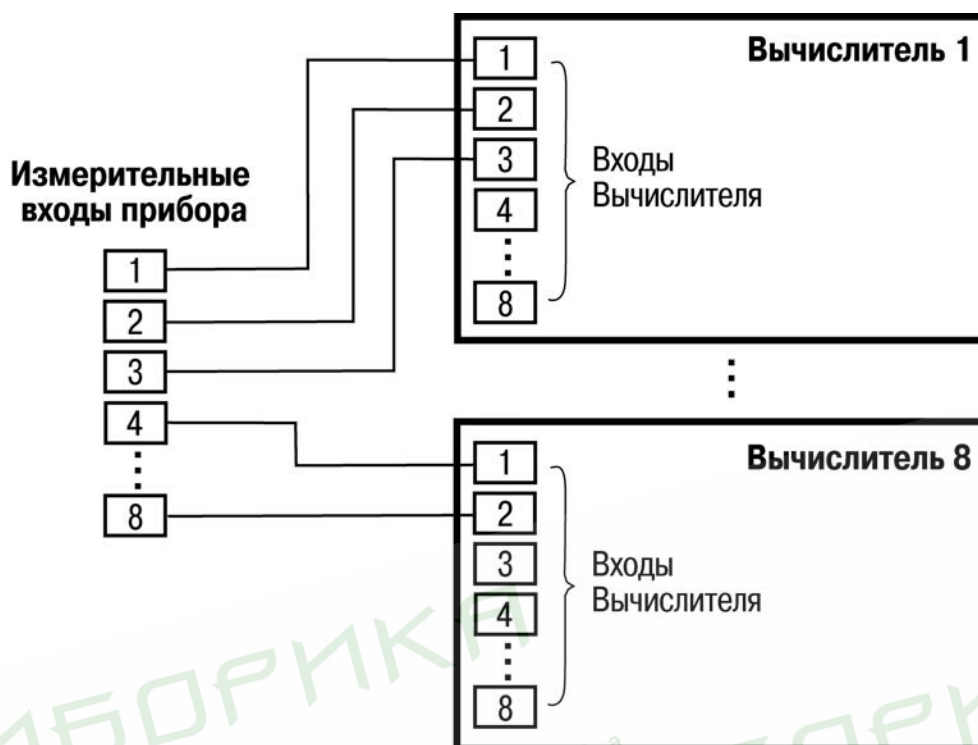 Измерительные
входы прибора
1
2
3
4
8
Вычислитель 1
1
2
3
4
8
Входы
Вычислителя
Вычислитель 8
1
2
3
4
8
Входы
Вычислителя